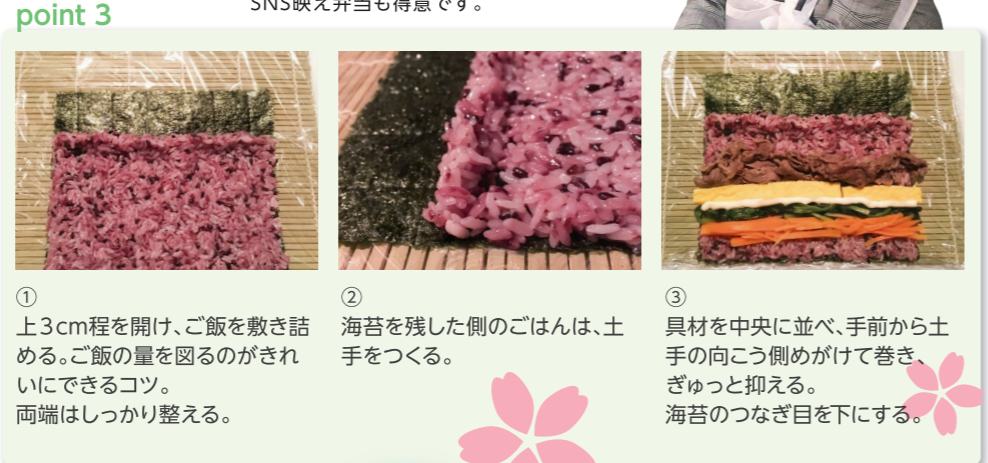 SNS映え弁当も得意です。
point 3
①
上3cm程を開け、ご飯を敷き詰
める。ご飯の量を図るのがきれ
いにできるコツ。
両端はしっかり整える。
②
海苔を残した側のごはんは、土
手をつくる。
③
具材を中央に並べ、手前から土
手の向こう側めがけて巻き、
ぎゅっと抑える。
海苔のつなぎ目を下にする。